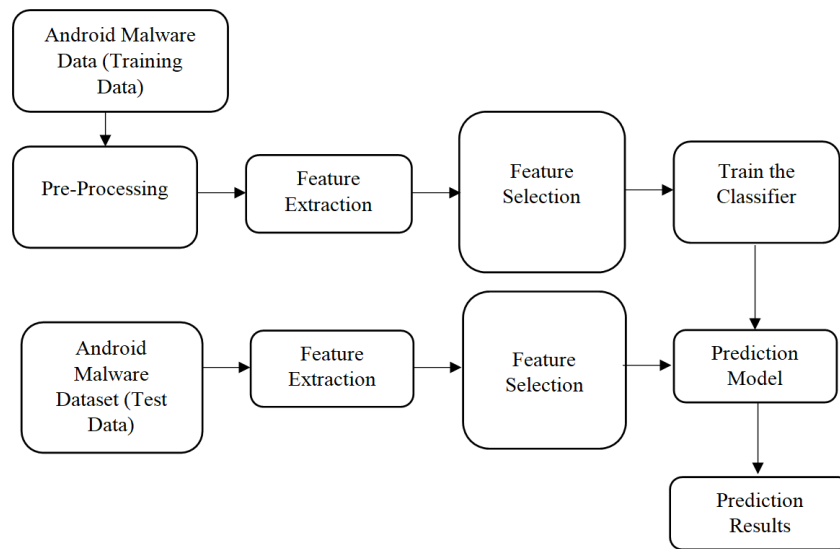 Android Malware
Data (Training
Data)
Pre-Processing
Feature
Extraction
Feature
Selection
Train the
Classifier
Android
Malware
Dataset (Test
Data)
Feature
Extraction
Feature
Selection
Prediction
Model
Prediction
Results